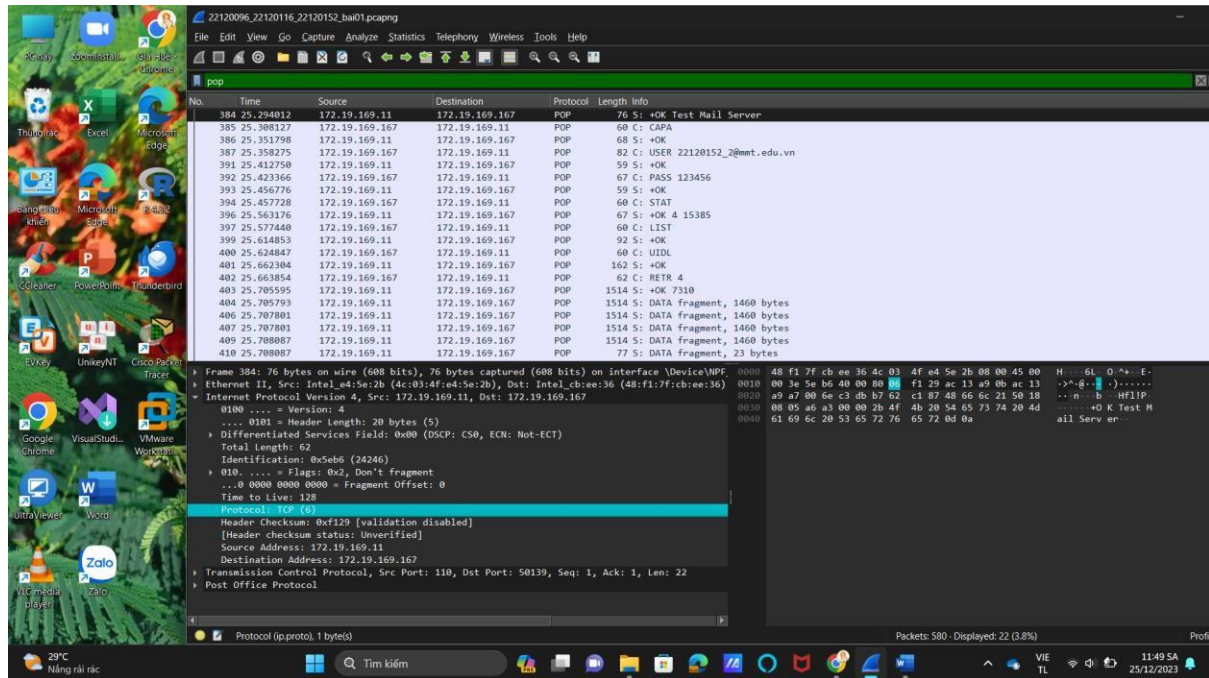 22120096_22120116_22120152_bai01.pcapng
File Edit View Go Capture Analyze Statistics Telephony Wireless Tools Help
pop
No. Time Source Destination Protocol Length Info
384 25.294012 172.19.169.11 172.19.169.167 POP 76 S: +OK Test Mail Server
385 25.308127 172.19.169.167 172.19.169.11 POP 60 C: CAPA
386 25.351798 172.19.169.11 172.19.169.167 POP 68 S: +OK
387 25.358275 172.19.169.167 172.19.169.11 POP 82 C: USER 22120152_2@mmt.edu.vn
391 25.412750 172.19.169.11 172.19.169.167 POP 59 S: +OK
392 25.423366 172.19.169.167 172.19.169.11 POP 67 C: PASS 123456
393 25.456776 172.19.169.11 172.19.169.167 POP 59 S: +OK
394 25.457728 172.19.169.167 172.19.169.11 POP 60 C: STAT
396 25.563176 172.19.169.11 172.19.169.167 POP 67 S: +OK 4 15385
397 25.577440 172.19.169.167 172.19.169.11 POP 60 C: LIST
399 25.614853 172.19.169.11 172.19.169.167 POP 92 S: +OK
400 25.624847 172.19.169.167 172.19.169.11 POP 60 C: UIDL
401 25.662304 172.19.169.11 172.19.169.167 POP 162 S: +OK
402 25.663854 172.19.169.167 172.19.169.11 POP 62 C: RETR 4
403 25.705595 172.19.169.11 172.19.169.167 POP 1514 S: +OK 7310
404 25.705793 172.19.169.11 172.19.169.167 POP 1514 S: DATA fragment, 1460 bytes
406 25.707801 172.19.169.11 172.19.169.167 POP 1514 S: DATA fragment, 1460 bytes
407 25.707801 172.19.169.11 172.19.169.167 POP 1514 S: DATA fragment, 1460 bytes
409 25.708087 172.19.169.11 172.19.169.167 POP 1514 S: DATA fragment, 1460 bytes
410 25.708087 172.19.169.11 172.19.169.167 POP 77 S: DATA fragment, 23 bytes
Frame 384: 76 bytes on wire (608 bits), 76 bytes captured (608 bits) on interface \Device\NPF_
Ethernet II, Src: Intel_e4:5e:2b (4c:03:4f:e4:5e:2b), Dst: Intel_cb:ee:36 (48:f1:7f:cb:ee:36)
Internet Protocol Version 4, Src: 172.19.169.11, Dst: 172.19.169.167
0100 .... = Version: 4
.... 0101 = Header Length: 20 bytes (5)
Differentiated Services Field: 0x00 (DSCP: CS0, ECN: Not-ECT)
Total Length: 62
Identification: 0x5eb6 (24246)
010. .... = Flags: 0x2, Don't fragment
...0 0000 0000 0000 = Fragment Offset: 0
Time to Live: 128
Protocol: TCP (6)
Header Checksum: 0xf129 [validation disabled]
[Header checksum status: Unverified]
Source Address: 172.19.169.11
Destination Address: 172.19.169.167
Transmission Control Protocol, Src Port: 110, Dst Port: 50139, Seq: 1, Ack: 1, Len: 22
Post Office Protocol
0000 48 f1 7f cb ee 36 4c 03 4f e4 5e 2b 08 00 45 00 H····6L· O·^+··E·
0010 00 3e 5e b6 40 00 80 06 f1 29 ac 13 a9 0b ac 13 ·>^·@··· ·)······
0020 a9 a7 00 6e c3 db b7 62 c1 87 48 66 6c 21 50 18 ···n···b ··Hfl!P·
0030 08 05 a6 a3 00 00 2b 4f 4b 20 54 65 73 74 20 4d ······+O K Test M
0040 61 69 6c 20 53 65 72 76 65 72 0d 0a ail Serv er··
Protocol (ip.proto), 1 byte(s)
Packets: 580 · Displayed: 22 (3.8%)
Profi
Thùng rác
Excel
Microsoft Edge
Bảng điều khiển
Microsoft Edge
R 4.3.2
CCleaner
PowerPoint
Thunderbird
EVKey
UnikeyNT
Cisco Packet Tracer
Google Chrome
VisualStudi...
VMware Workstati...
UltraViewer
Word
Zalo
VLC media player
Zalo
29°C
Nắng rải rác
Tìm kiếm
VIE
TL
11:49 SA
25/12/2023